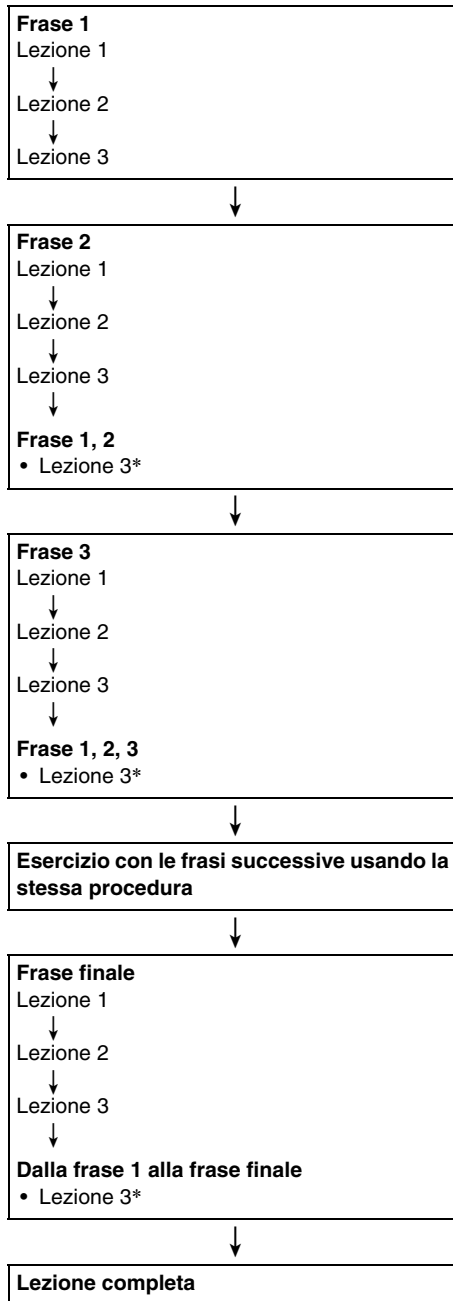 Frase 1
Lezione 1
Lezione 2
Lezione 3
Frase 2
Lezione 1
Lezione 2
Lezione 3
Frase 1, 2
• Lezione 3*
Frase 3
Lezione 1
Lezione 2
Lezione 3
Frase 1, 2, 3
• Lezione 3*
Esercizio con le frasi successive usando la
stessa procedura
Frase finale
Lezione 1
Lezione 2
Lezione 3
Dalla frase 1 alla frase finale
• Lezione 3*
Lezione completa